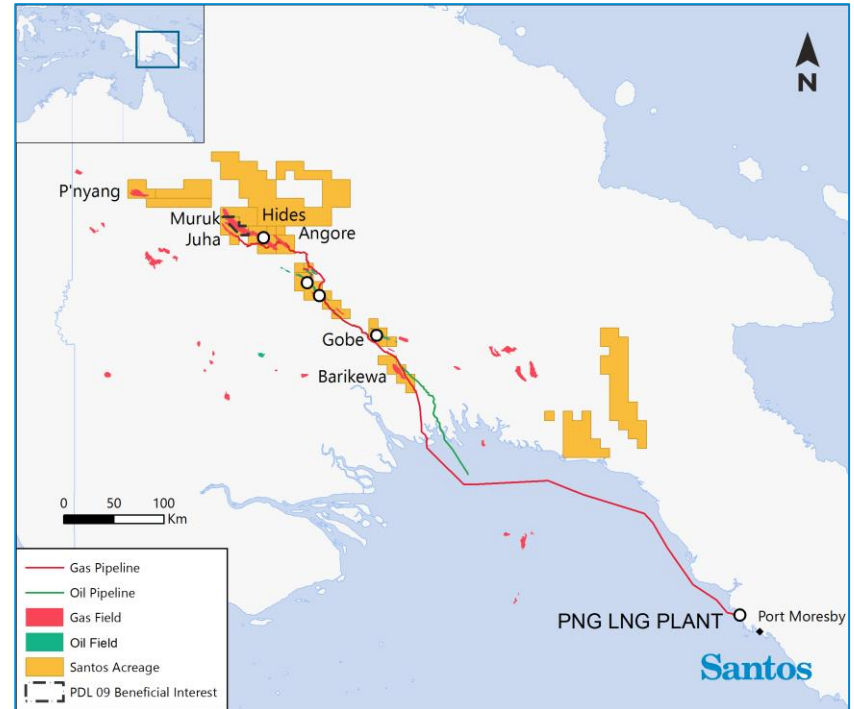 N
P'nyang
Muruk
Hides
Juha
Angore
Gobe
Barikewa
0 50 100
Km
Gas Pipeline
Oil Pipeline
Gas Field
Oil Field
Santos Acreage
PDL 09 Beneficial Interest
PNG LNG PLANT
Port Moresby
Santos